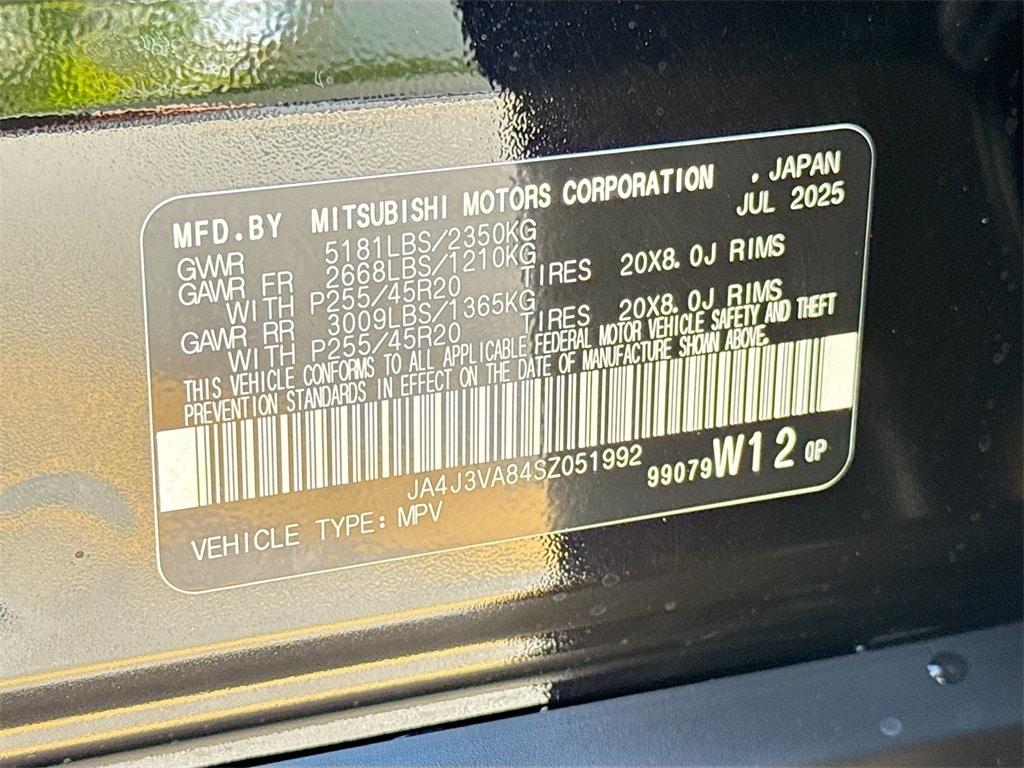 MFD.BY MITSUBISHI MOTORS CORPORATION . JAPAN
JUL 2025
GVWR 5181LBS/2350KG
GAWR FR 2668LBS/1210KG
WITH P255/45R20 TIRES 20X8.0J RIMS
GAWR RR 3009LBS/1365KG
WITH P255/45R20 TIRES 20X8.0J RIMS
THIS VEHICLE CONFORMS TO ALL APPLICABLE FEDERAL MOTOR VEHICLE SAFETY AND THEFT
PREVENTION STANDARDS IN EFFECT ON THE DATE OF MANUFACTURE SHOWN ABOVE.
JA4J3VA84SZ051992 99079W12OP
VEHICLE TYPE: MPV